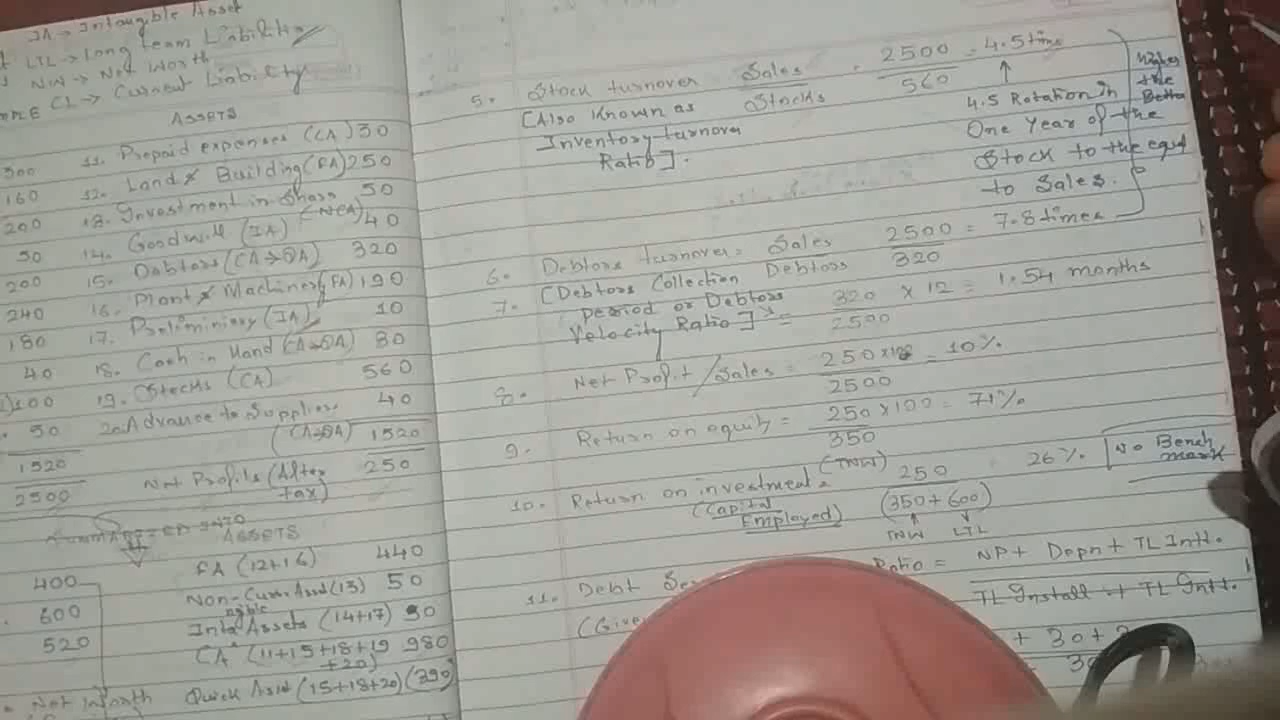 IA → Intangible Asset
LTL → Long Team Liability
NW → Net Worth
CL → Current Liability
ASSETS
300 11. Prepaid expenses (CA) 30
160 12. Land & Building (FA) 250
200 13. Investment in Shares 50
(NCA)
50 14. Goodwill (IA) 40
200 15. Debtors (CA→QA) 320
240 16. Plant & Machinery (FA) 190
180 17. Preliminiary (IA) 10
40 18. Cash in Hand (CA→QA) 80
100 19. Stocks (CA) 560
50 20. Advance to Supplier 40
(CA→QA)
1520 1520
2500 Net Profits (After tax) 250
ASSETS
400 FA (12+16) 440
600 Non-Curr. Asset (13) 50
520 Intangible Assets (14+17) 50
CA (11+15+18+19+20) 980
Net Worth Quick Asset (15+18+20) (390)
5. Stock turnover Sales 2500 = 4.5 time
[Also Known as Stocks 560
Inventory turnover
Ratio].
4.5 Rotation in
One Year of the
Stock to the equal
to Sales.
Higher
the
Better
6. Debtors turnover = Sales 2500 = 7.8 times
Debtors 320
7. [Debtors Collection
period or Debtors 320 × 12 = 1.54 months
Velocity Ratio] = 2500
8. Net Profit / Sales = 250×100 = 10%
2500
9. Return on equity = 250 × 100 = 71%
350
(TNW)
10. Return on investment = 250 26% No Bench mark
(Capital Employed) (350+600)
TNW LTL
11. Debt Ratio = NP + Depn + TL Intt.
TL Install + TL Intt.
+ 30 +